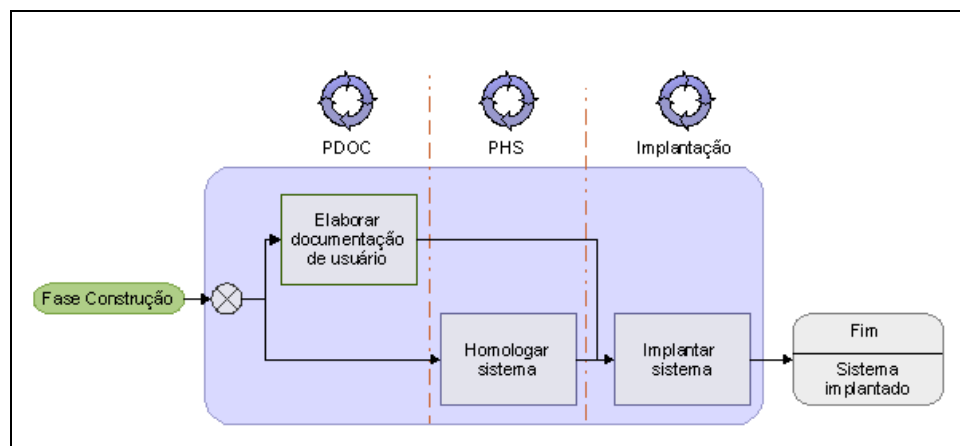 PDOC
PHS
Implantação
Elaborar
documentação
de usuário
Fase Construção
Homologar
sistema
Implantar
sistema
Fim
Sistema
implantado